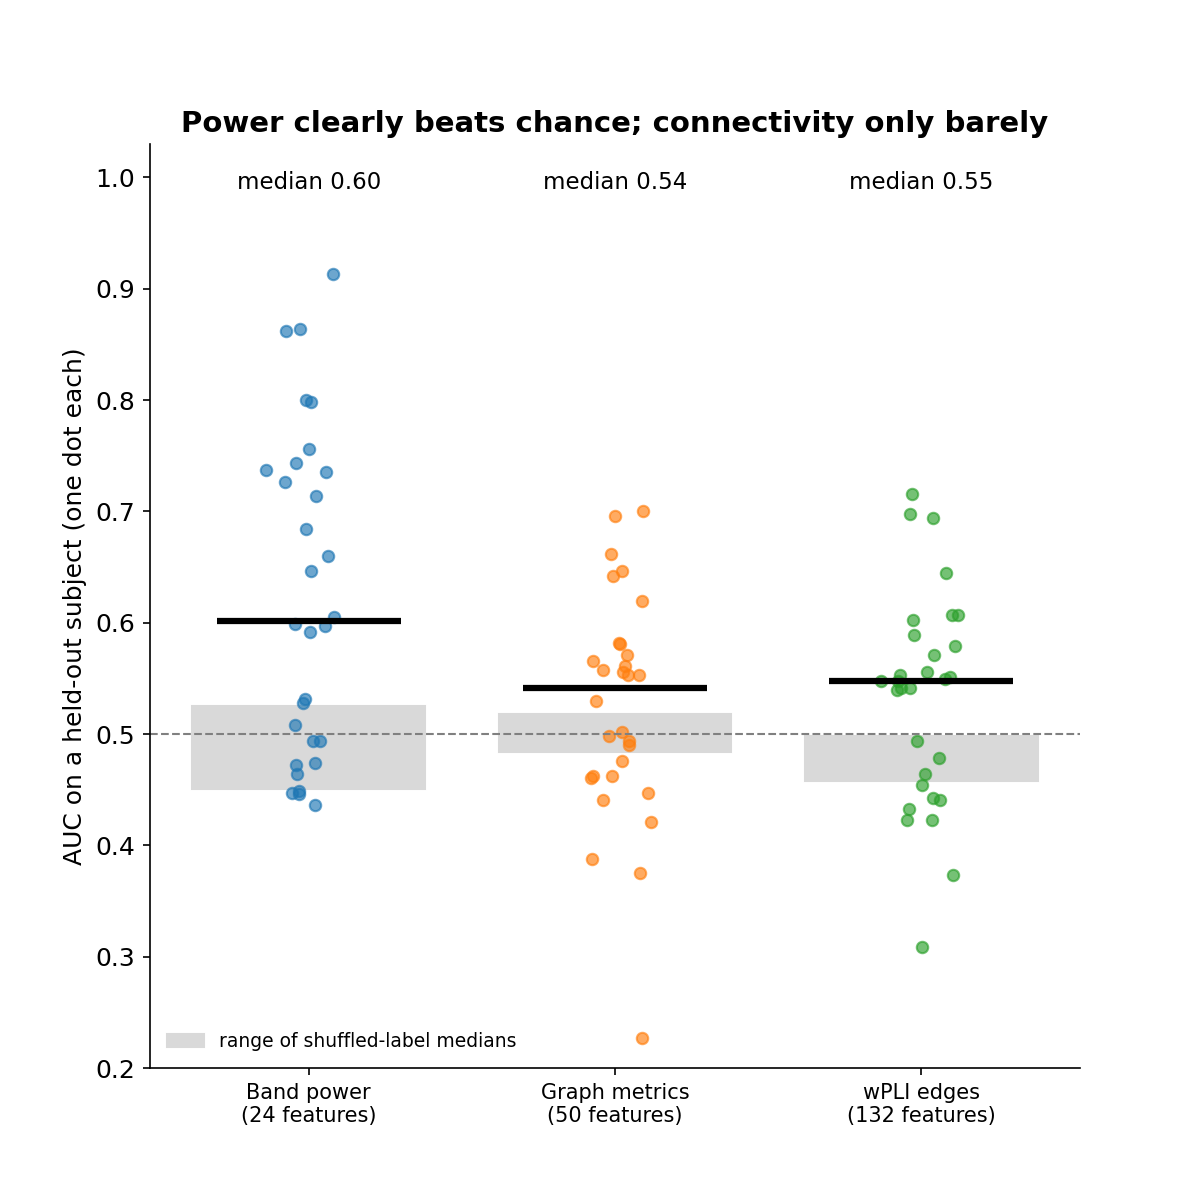 Power clearly beats chance; connectivity only barely
median 0.60
median 0.54
median 0.55
AUC on a held-out subject (one dot each)
1.0
0.9
0.8
0.7
0.6
0.5
0.4
0.3
0.2
range of shuffled-label medians
Band power
(24 features)
Graph metrics
(50 features)
wPLI edges
(132 features)